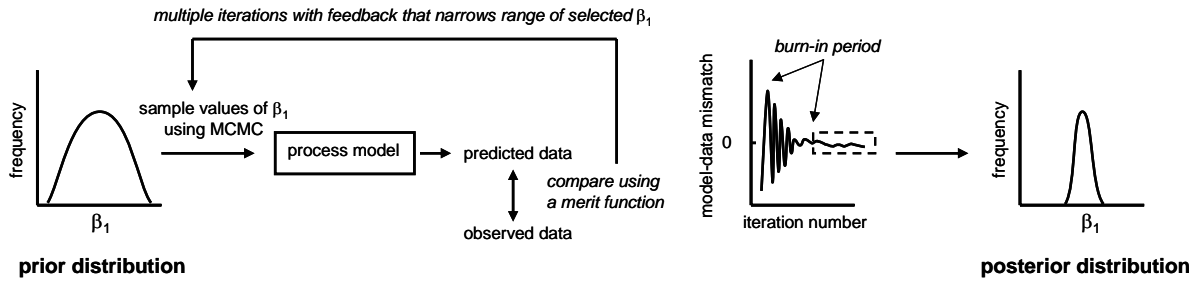 multiple iterations with feedback that narrows range of selected β1
frequency
β1
prior distribution
sample values of β1
using MCMC
process model
predicted data
observed data
compare using
a merit function
burn-in period
model-data mismatch
0
iteration number
frequency
β1
posterior distribution